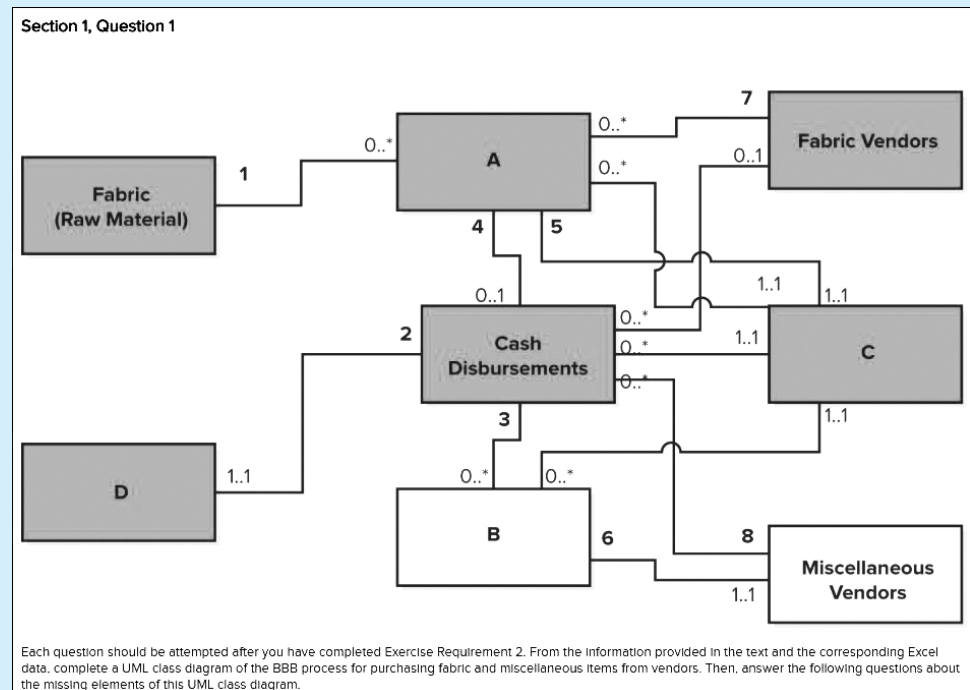 Section 1, Question 1
7
0..*
Fabric Vendors
0..*
A
0..1
1
0..*
Fabric
(Raw Material)
4
5
1..1
0..1
1..1
0..*
2
Cash
Disbursements
1..1
0..*
C
0..*
3
1..1
D
1..1
0..*
0..*
B
6
8
Miscellaneous
Vendors
1..1
Each question should be attempted after you have completed Exercise Requirement 2. From the information provided in the text and the corresponding Excel
data, complete a UML class diagram of the BBB process for purchasing fabric and miscellaneous items from vendors. Then, answer the following questions about
the missing elements of this UML class diagram.